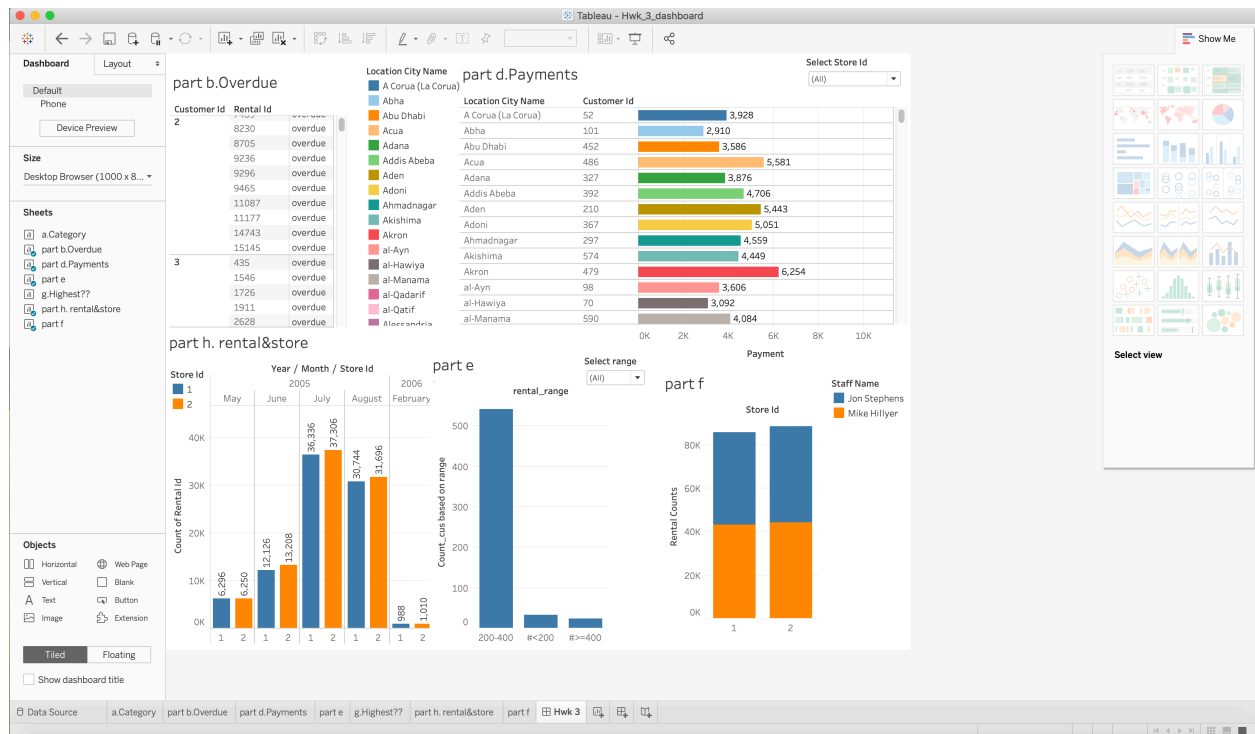 Tableau - Hwk_3_dashboard
Show Me
Dashboard
Layout
Default
Phone
Device Preview
Size
Desktop Browser (1000 x 8...
Sheets
a.Category
part b.Overdue
part d.Payments
part e
g.Highest??
part h. rental&store
part f
Objects
Horizontal
Web Page
Vertical
Blank
A Text
Button
Image
Extension
Tiled
Floating
Show dashboard title
part b.Overdue
Customer Id Rental Id
2
8230 overdue
8705 overdue
9236 overdue
9296 overdue
9465 overdue
11087 overdue
11177 overdue
14743 overdue
15145 overdue
3 435 overdue
1546 overdue
1726 overdue
1911 overdue
2628 overdue
Location City Name
A Corua (La Corua)
Abha
Abu Dhabi
Acua
Adana
Addis Abeba
Aden
Adoni
Ahmadnagar
Akishima
Akron
al-Ayn
al-Hawiya
al-Manama
al-Qadarif
al-Qatif
Alessandria
part d.Payments
Select Store Id
(All)
Location City Name Customer Id
A Corua (La Corua) 52 3,928
Abha 101 2,910
Abu Dhabi 452 3,586
Acua 486 5,581
Adana 327 3,876
Addis Abeba 392 4,706
Aden 210 5,443
Adoni 367 5,051
Ahmadnagar 297 4,559
Akishima 574 4,449
Akron 479 6,254
al-Ayn 98 3,606
al-Hawiya 70 3,092
al-Manama 590 4,084
0K 2K 4K 6K 8K 10K
Payment
Select view
part h. rental&store
Store Id
1
2
Year / Month / Store Id
2005 2006
May June July August February
Count of Rental Id
40K
30K
20K
10K
0K
6,296
6,250
12,126
13,208
36,336
37,306
30,744
31,696
988
1,010
1 2 1 2 1 2 1 2 1 2
part e
Select range
(All)
rental_range
Count_cus based on range
500
400
300
200
100
0
200-400 #<200 #>=400
part f
Staff Name
Jon Stephens
Mike Hillyer
Store Id
Rental Counts
80K
60K
40K
20K
0K
1 2
Data Source a.Category part b.Overdue part d.Payments part e g.Highest?? part h. rental&store part f Hwk 3